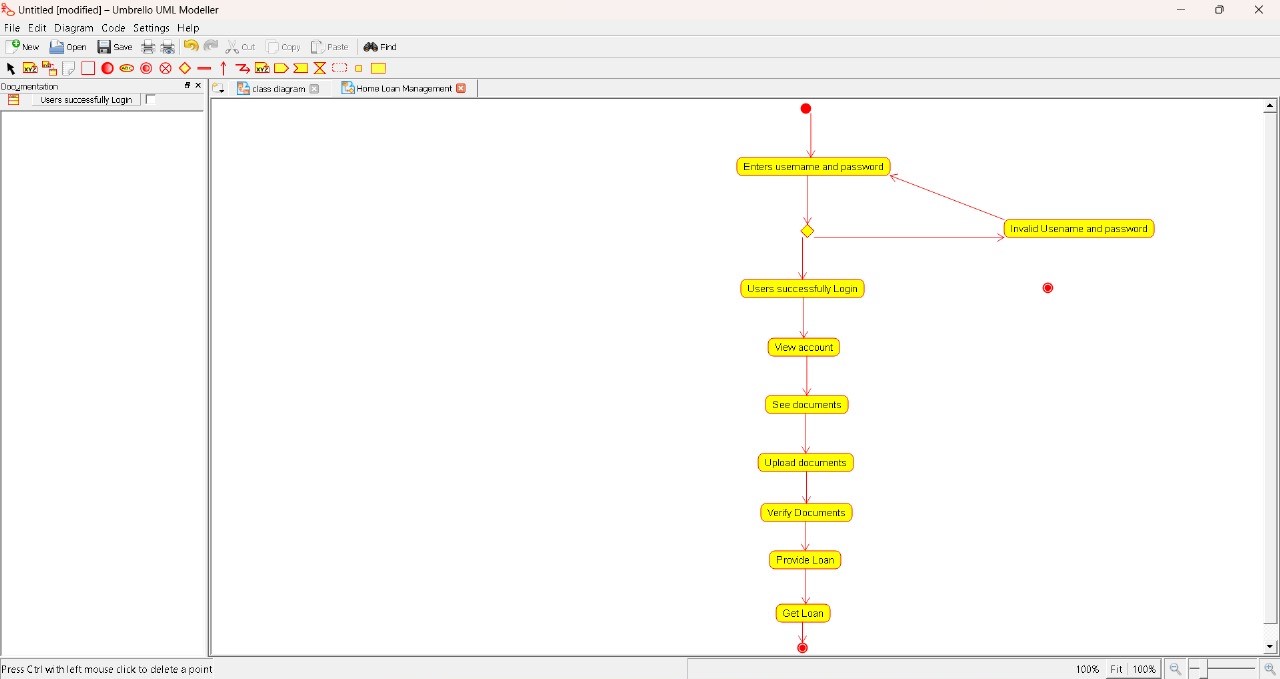 Untitled [modified] – Umbrello UML Modeller
File Edit Diagram Code Settings Help
New Open Save Cut Copy Paste Find
Documentation
Users successfully Login
class diagram Home Loan Management
Enters username and password
Invalid Usename and password
Users successfully Login
View account
See documents
Upload documents
Verify Documents
Provide Loan
Get Loan
Press Ctrl with left mouse click to delete a point
100% Fit 100%